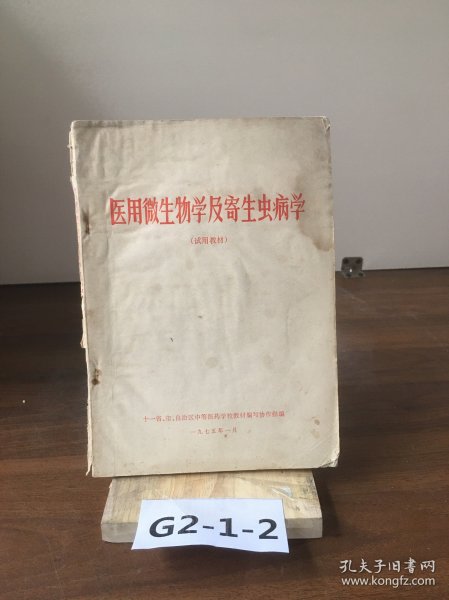 医用微生物学及寄生虫病学
(试用教材)
十一省、市、自治区中等医药学校教材编写协作组编
一九七五年一月
G2-1-2
孔夫子旧书网
www.kongfz.com